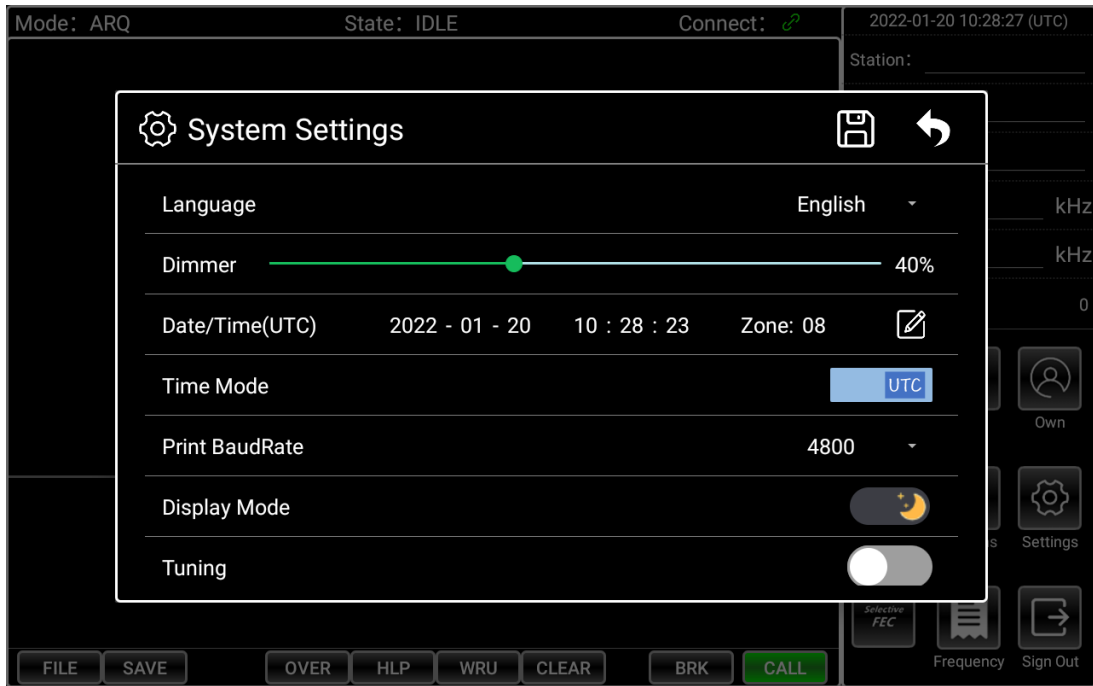 Mode: ARQ State: IDLE Connect:
2022-01-20 10:28:27 (UTC)
Station:
System Settings
Language English
kHz
Dimmer 40%
kHz
Date/Time(UTC) 2022 - 01 - 20 10 : 28 : 23 Zone: 08
0
Time Mode UTC
Own
Print BaudRate 4800
Display Mode
s Settings
Tuning
Selective
FEC
Frequency Sign Out
FILE SAVE OVER HLP WRU CLEAR BRK CALL